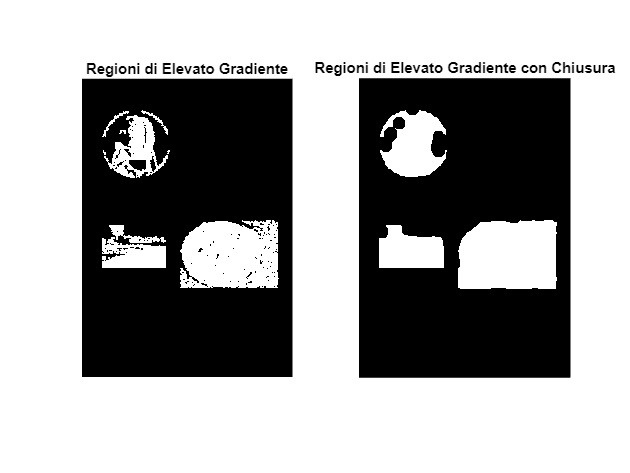 Regioni di Elevato Gradiente
Regioni di Elevato Gradiente con Chiusura